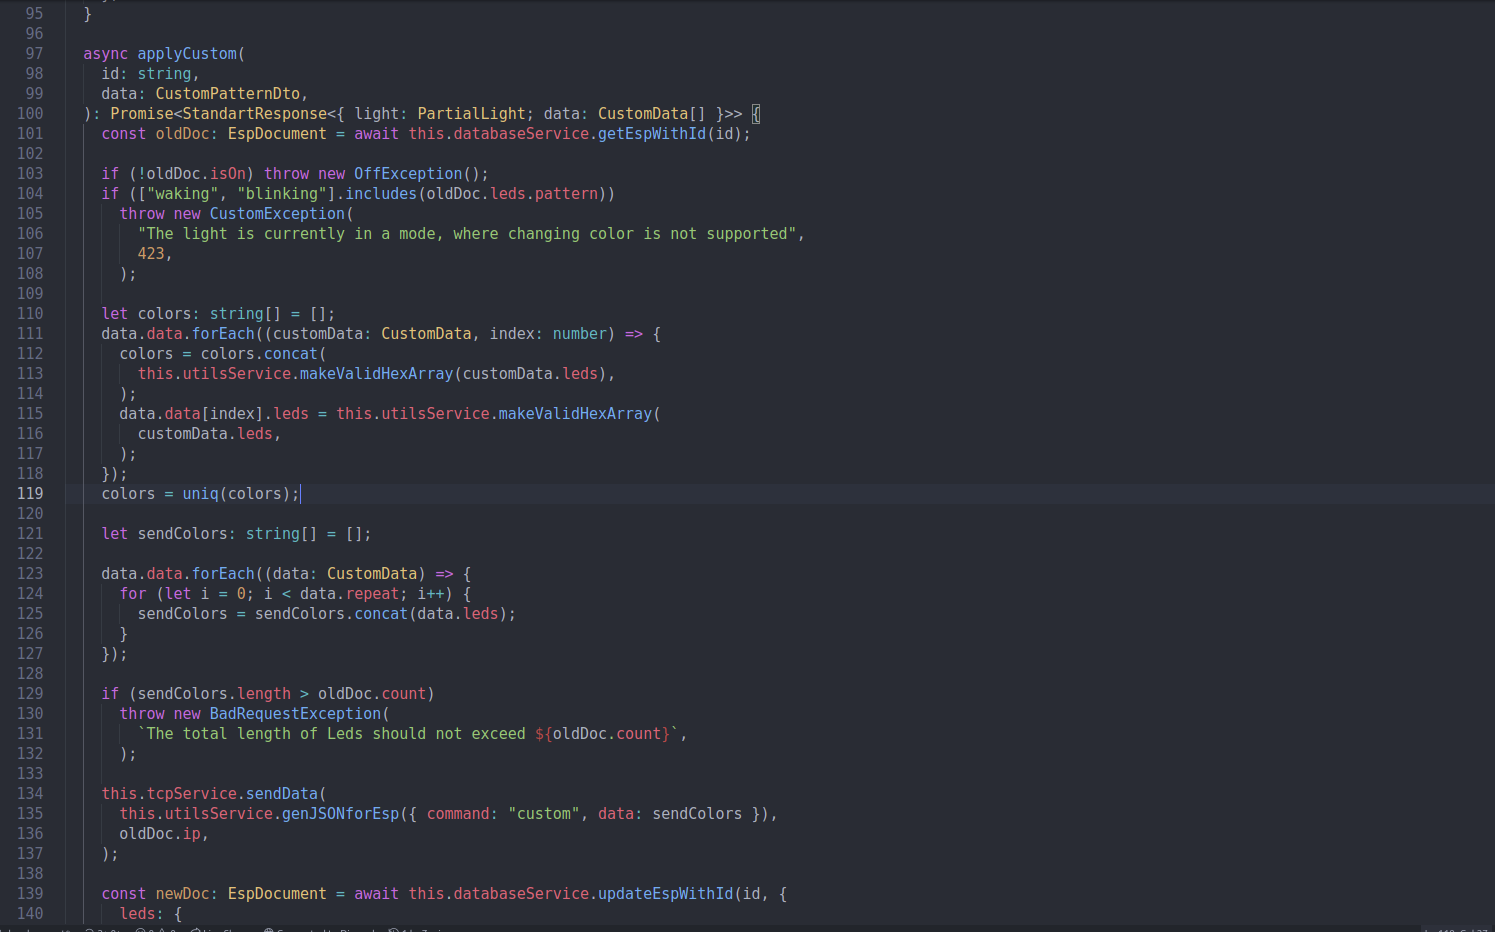 95 }
96
97 async applyCustom(
98 id: string,
99 data: CustomPatternDto,
100 ): Promise<StandartResponse<{ light: PartialLight; data: CustomData[] }>> {
101 const oldDoc: EspDocument = await this.databaseService.getEspWithId(id);
102
103 if (!oldDoc.isOn) throw new OffException();
104 if (["waking", "blinking"].includes(oldDoc.leds.pattern))
105 throw new CustomException(
106 "The light is currently in a mode, where changing color is not supported",
107 423,
108 );
109
110 let colors: string[] = [];
111 data.data.forEach((customData: CustomData, index: number) => {
112 colors = colors.concat(
113 this.utilsService.makeValidHexArray(customData.leds),
114 );
115 data.data[index].leds = this.utilsService.makeValidHexArray(
116 customData.leds,
117 );
118 });
119 colors = uniq(colors);
120
121 let sendColors: string[] = [];
122
123 data.data.forEach((data: CustomData) => {
124 for (let i = 0; i < data.repeat; i++) {
125 sendColors = sendColors.concat(data.leds);
126 }
127 });
128
129 if (sendColors.length > oldDoc.count)
130 throw new BadRequestException(
131 `The total length of Leds should not exceed ${oldDoc.count}`,
132 );
133
134 this.tcpService.sendData(
135 this.utilsService.genJSONforEsp({ command: "custom", data: sendColors }),
136 oldDoc.ip,
137 );
138
139 const newDoc: EspDocument = await this.databaseService.updateEspWithId(id, {
140 leds: {